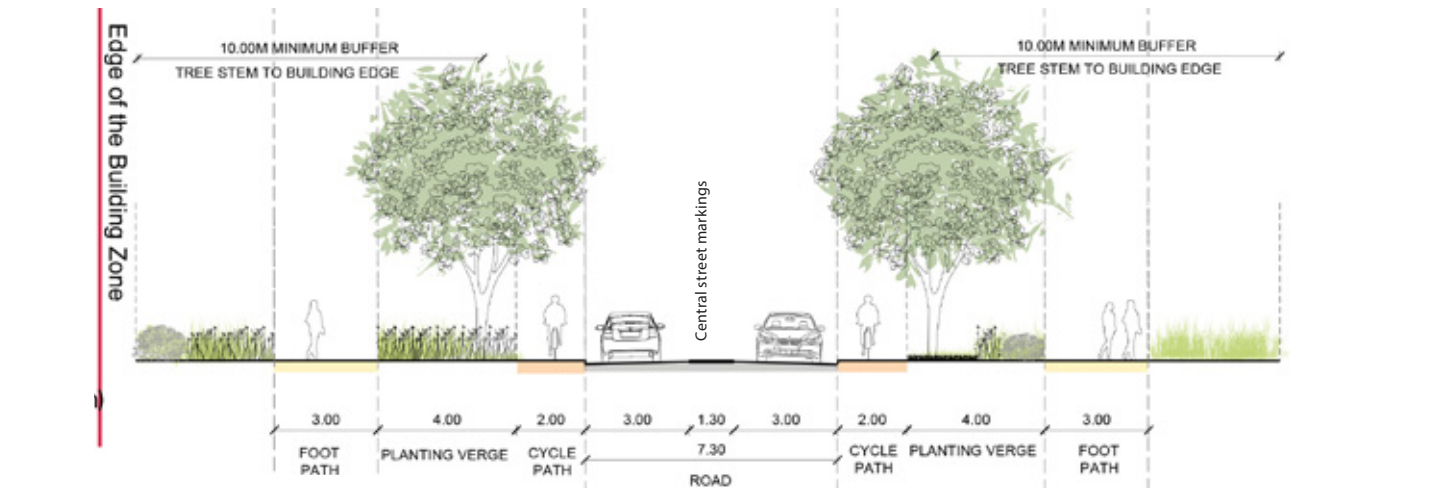 Edge of the Building Zone
10.00M MINIMUM BUFFER
TREE STEM TO BUILDING EDGE
10.00M MINIMUM BUFFER
TREE STEM TO BUILDING EDGE
Central street markings
3.00
4.00
2.00
3.00
1.30
3.00
2.00
4.00
3.00
FOOT
PATH
PLANTING VERGE
CYCLE
PATH
7.30
ROAD
CYCLE
PATH
PLANTING VERGE
FOOT
PATH